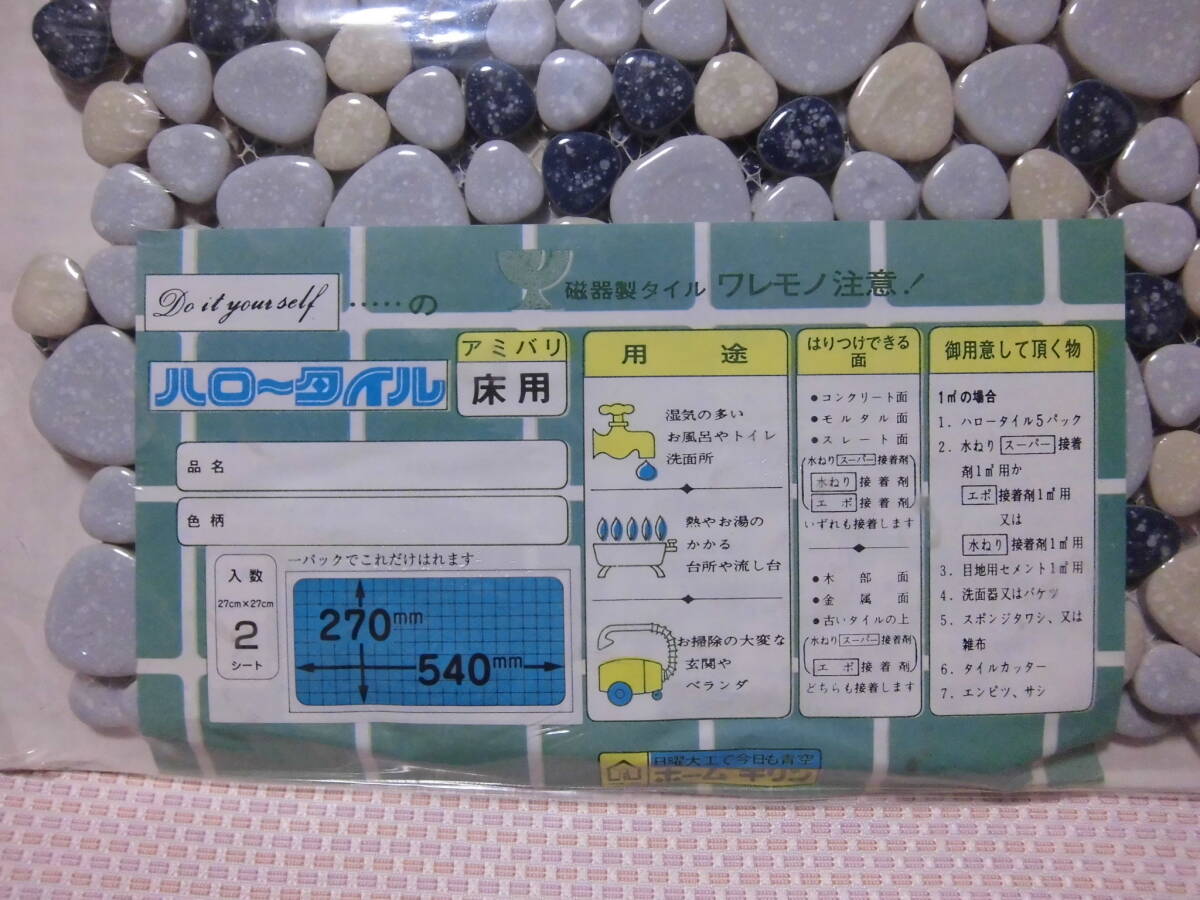 Do it yourself ······の
磁器製タイル ワレモノ注意!
ハロータイル
アミバリ
床用
品名
色柄
入数
27cm×27cm
2
シート
一パックでこれだけはれます
270mm
540mm
用途
湿気の多い
お風呂やトイレ
洗面所
熱やお湯の
かかる
台所や流し台
お掃除の大変な
玄関や
ベランダ
はりつけできる
面
●コンクリート面
●モルタル面
●スレート面
(水ねりスーパー接着剤
水ねり接着剤
エポ接着剤)
いずれも接着します
●木部面
●金属面
●古いタイルの上
(水ねりスーパー接着剤
エポ接着剤)
どちらも接着します
御用意して頂く物
1㎡の場合
1. ハロータイル5パック
2. 水ねりスーパー接着
剤1㎡用か
エポ接着剤1㎡用
又は
水ねり接着剤1㎡用
3. 目地用セメント1㎡用
4. 洗面器又はバケツ
5. スポンジタワシ、又は
雑布
6. タイルカッター
7. エンピツ、サシ
日曜大工で今日も青空
ホームキリン